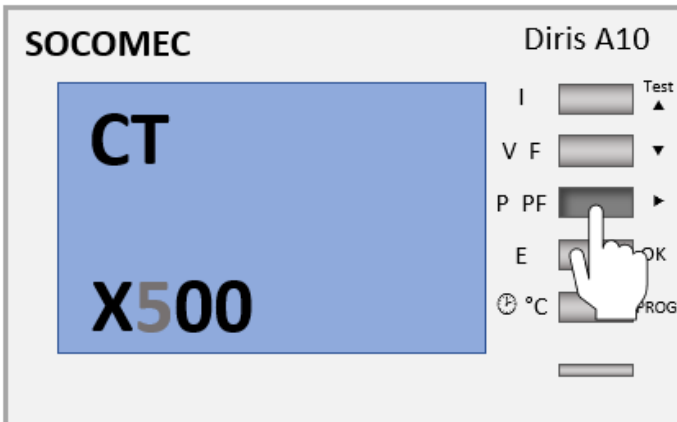 SOCOMEC
Diris A10
CT
X500
I
Test
V F
P PF
E
OK
°C
PROG